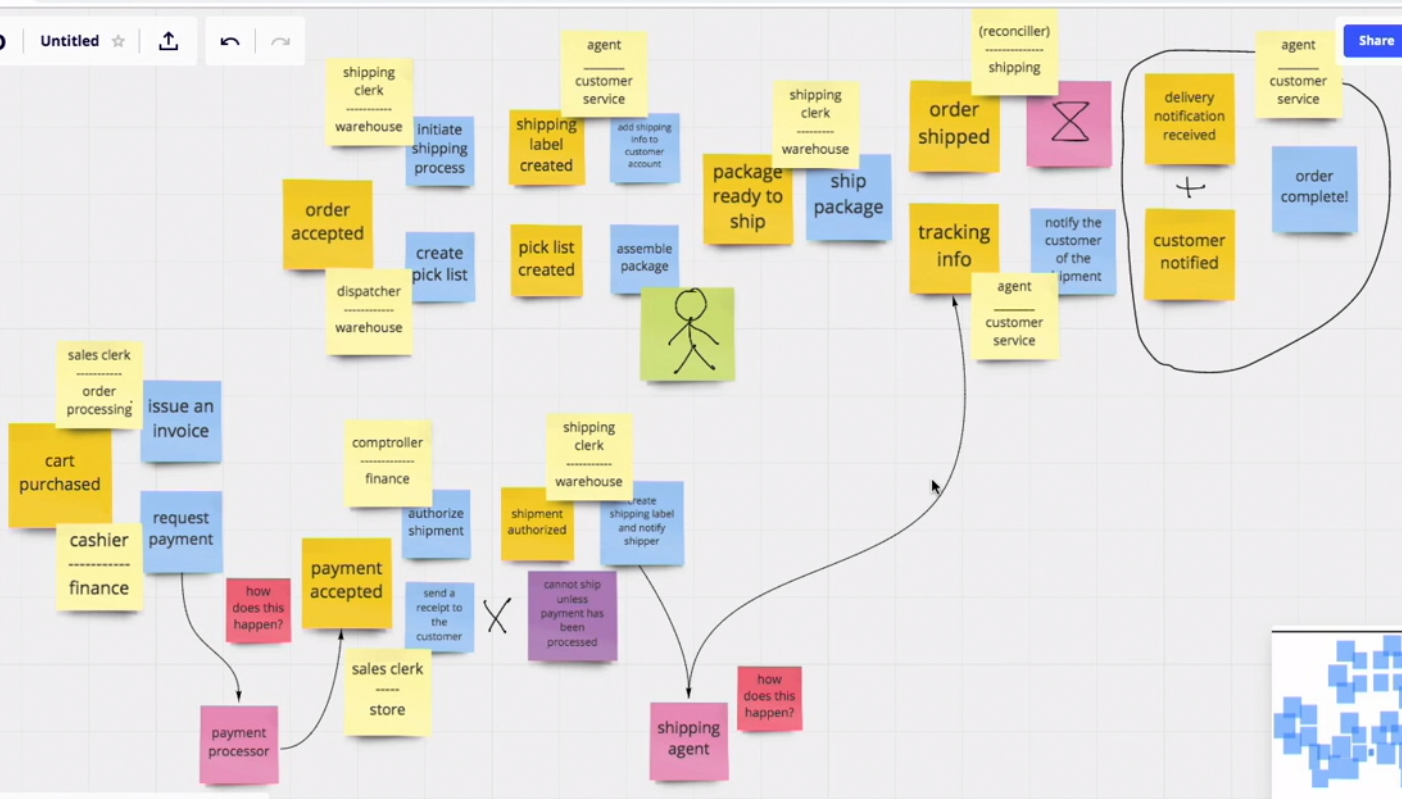 Untitled
Share
shipping
clerk
-----------
warehouse
initiate
shipping
process
order
accepted
create
pick list
dispatcher
------------
warehouse
agent
_______
customer
service
shipping
label
created
add shipping
info to
customer
account
pick list
created
assemble
package
shipping
clerk
---------
warehouse
package
ready to
ship
ship
package
(reconciller)
-------------
shipping
order
shipped
tracking
info
notify the
customer
of the
agent
_______
customer
service
delivery
notification
received
+
customer
notified
agent
_______
customer
service
order
complete!
sales clerk
-----------
order
processing
issue an
invoice
cart
purchased
request
payment
cashier
-----------
finance
how
does this
happen?
payment
processor
comptroller
-------------
finance
authorize
shipment
payment
accepted
send a
receipt to
the
customer
sales clerk
-----
store
X
shipping
clerk
-----------
warehouse
shipment
authorized
create
shipping label
and notify
shipper
cannot ship
unless
payment has
been
processed
shipping
agent
how
does this
happen?